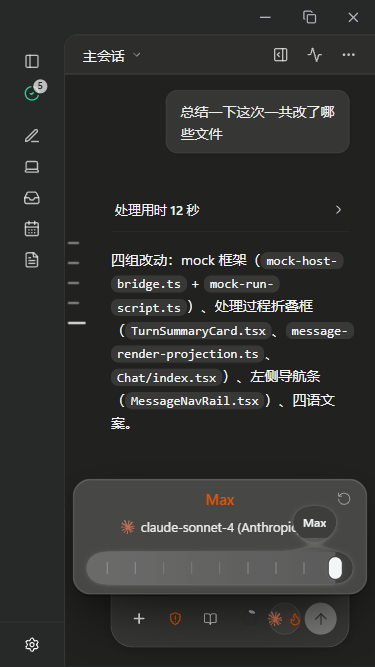 主会话
5
总结一下这次一共改了哪
些文件
处理用时 12 秒
四组改动：mock 框架（mock-host-
bridge.ts + mock-run-
script.ts）、处理过程折叠框
（TurnSummaryCard.tsx、message-
render-projection.ts、
Chat/index.tsx）、左侧导航条
（MessageNavRail.tsx）、四语文
案。
Max
claude-sonnet-4 (Anthropic
Max